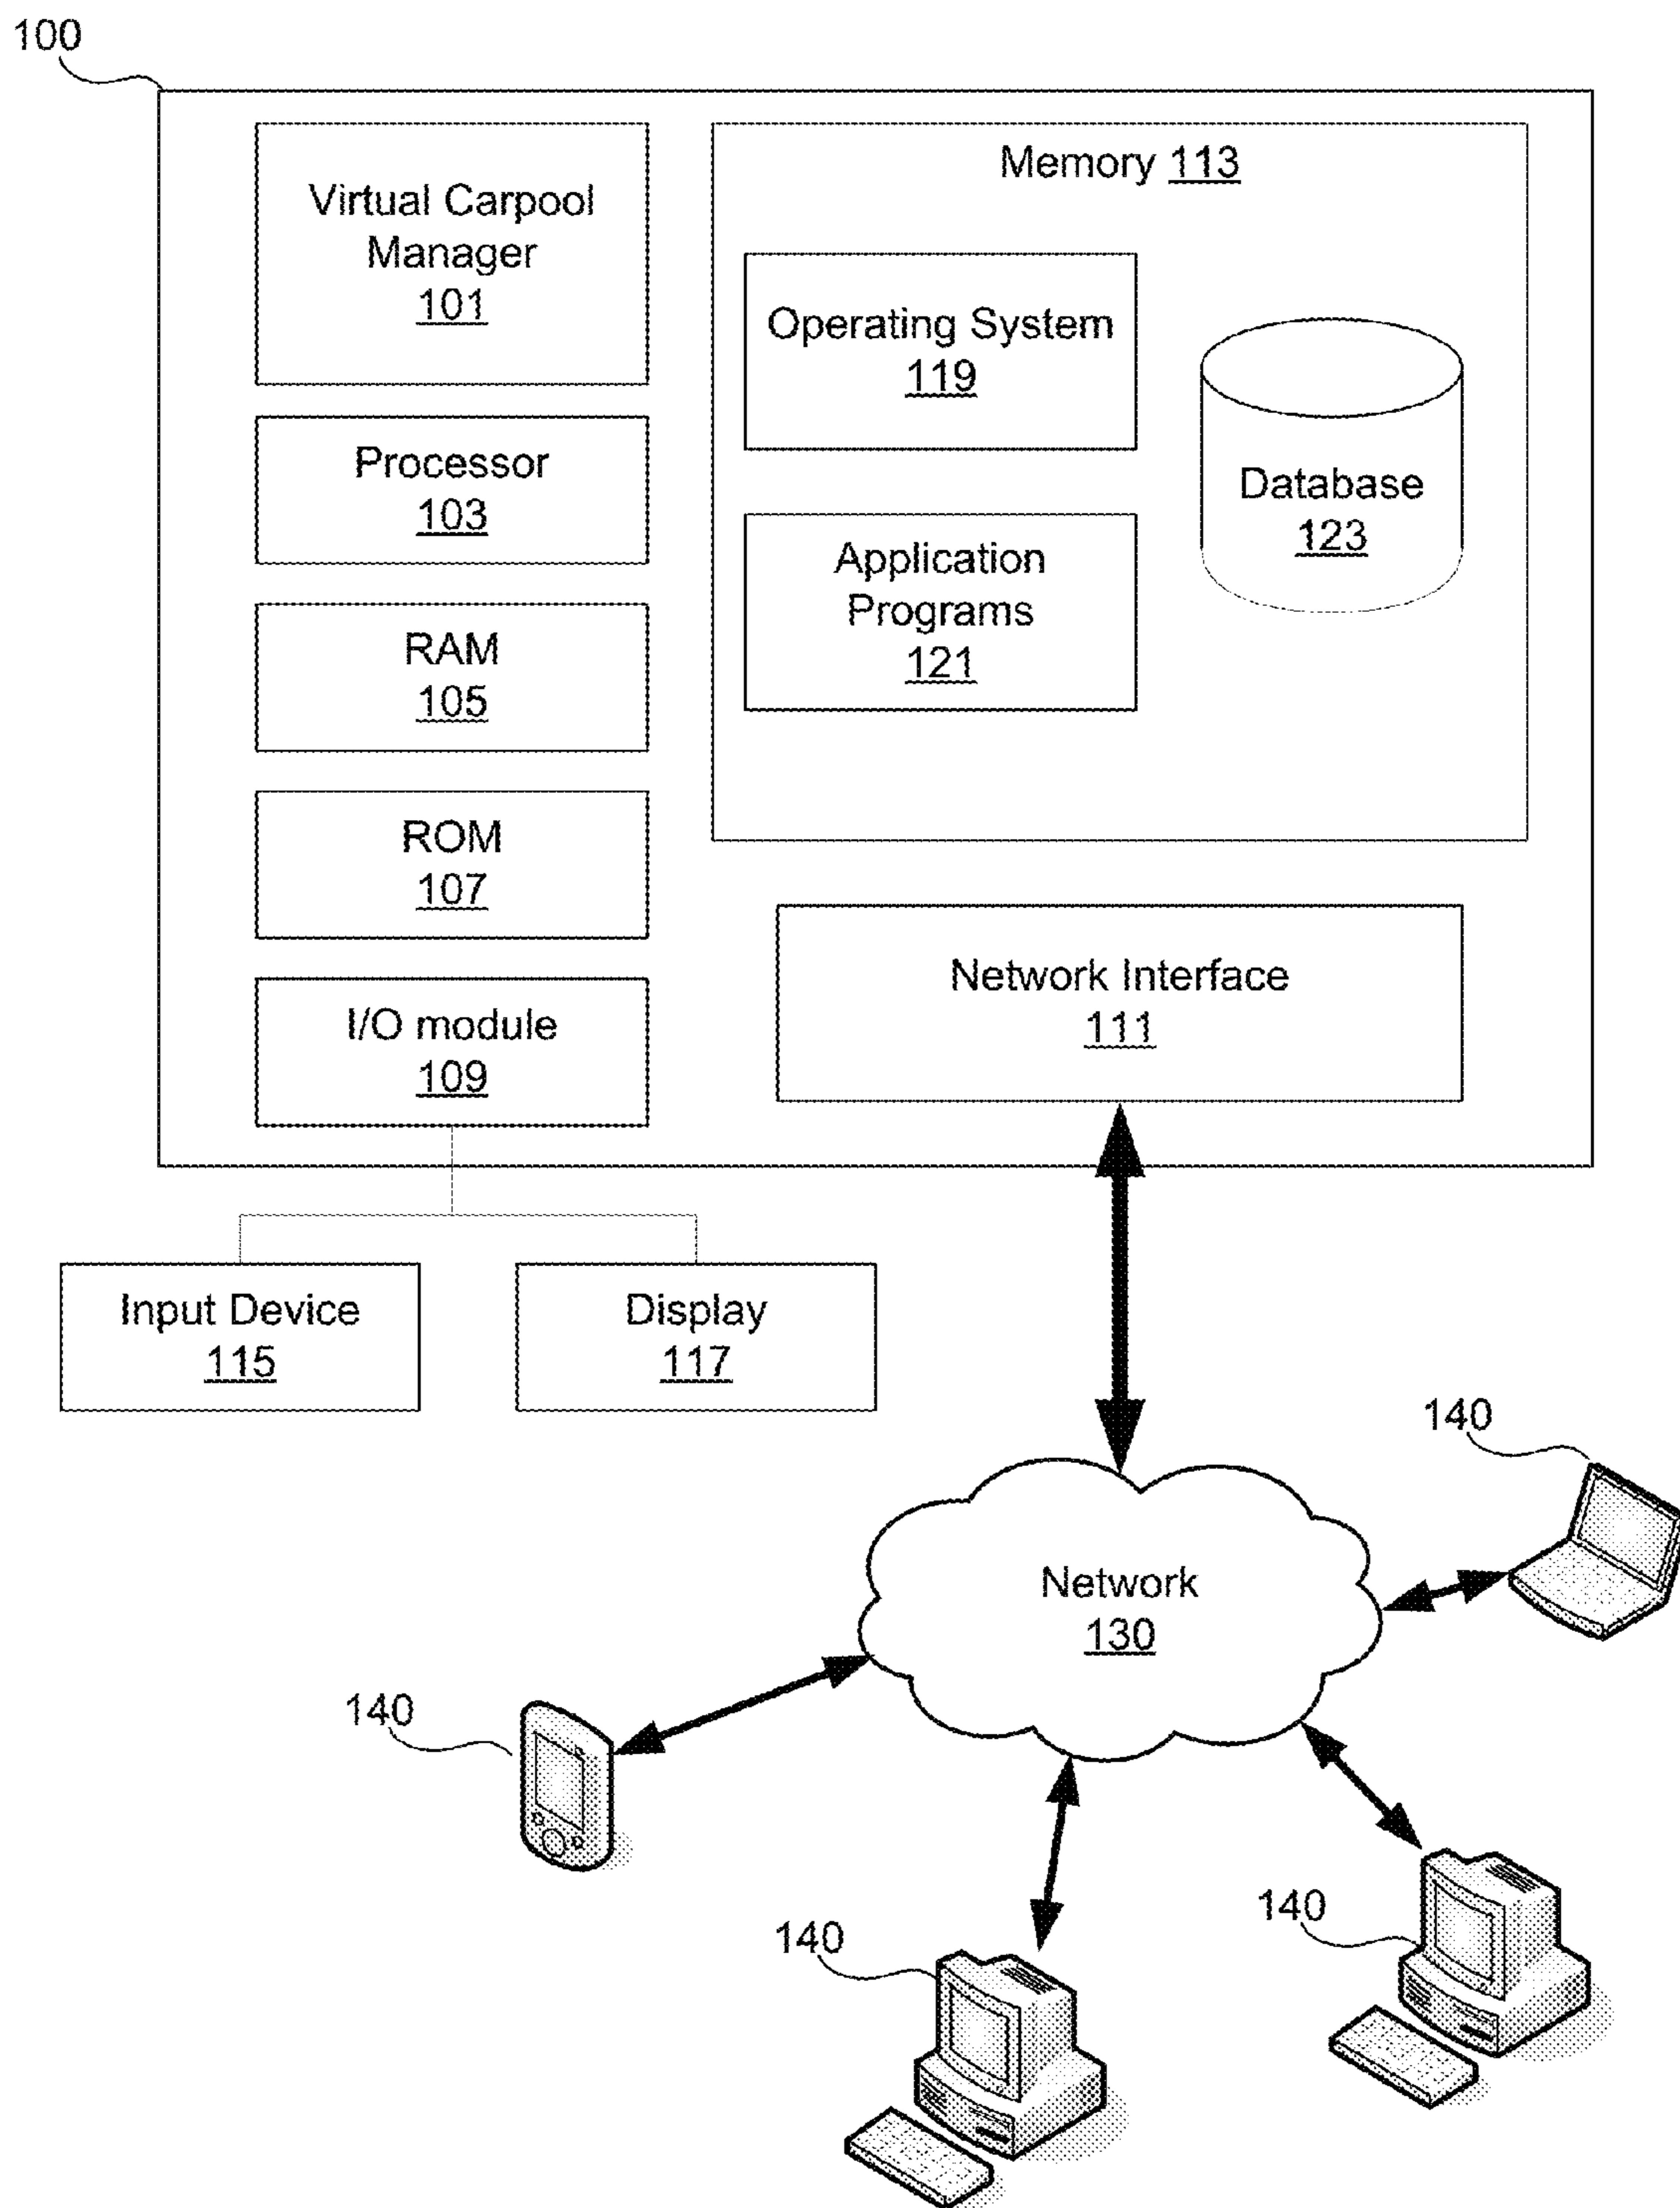 100
Virtual Carpool
Manager
101
Processor
103
RAM
105
ROM
107
I/O module
109
Memory 113
Operating System
119
Application
Programs
121
Database
123
Network Interface
111
Input Device
115
Display
117
Network
130
140
140
140
140